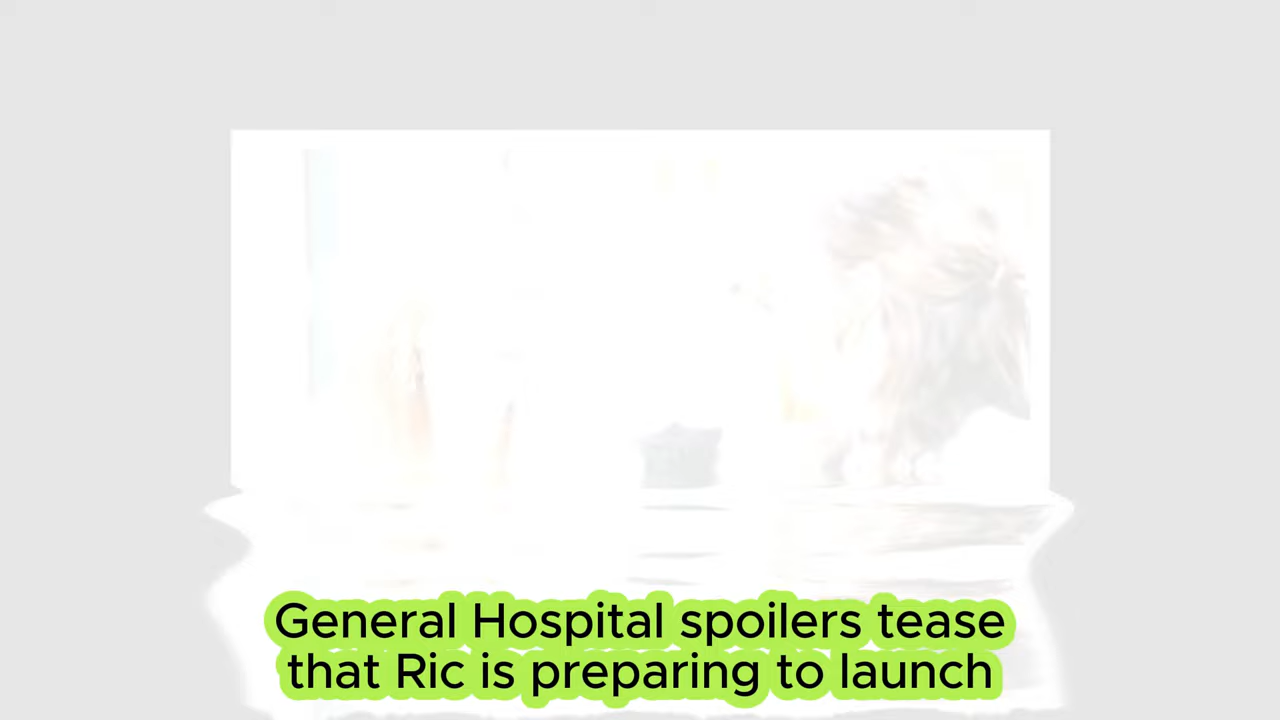 General Hospital spoilers tease
that Ric is preparing to launch